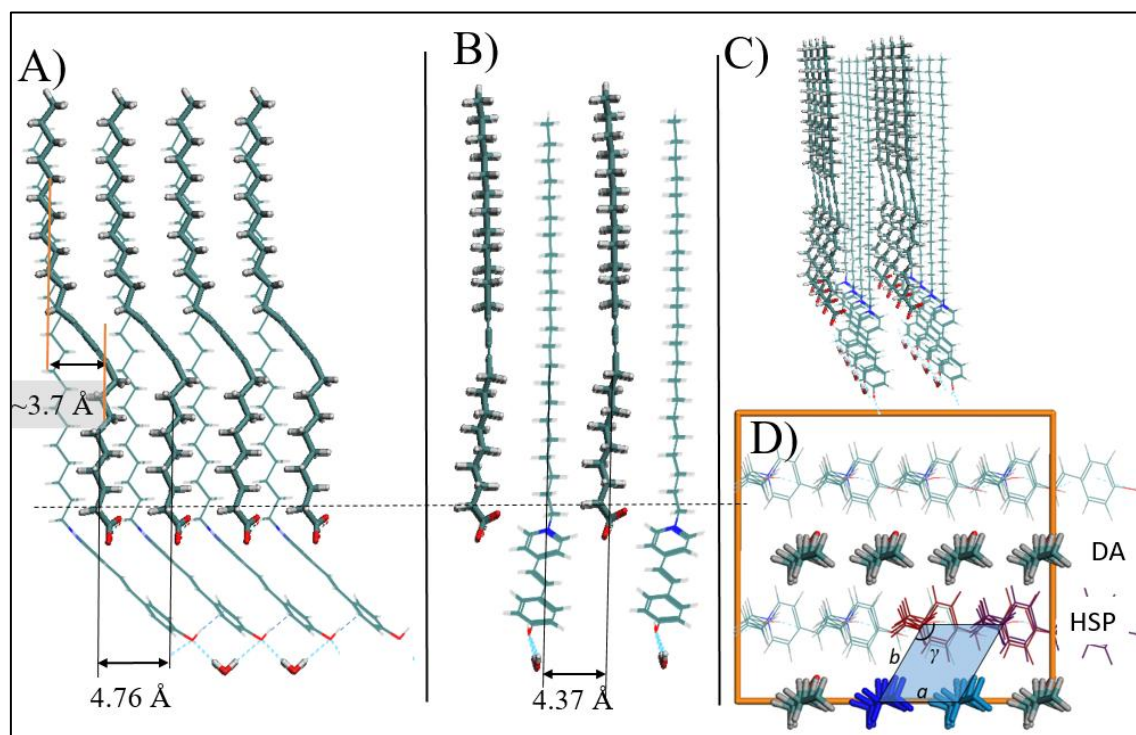 A)
B)
C)
~3.7 Å
D)
DA
HSP
b
γ
a
4.76 Å
4.37 Å